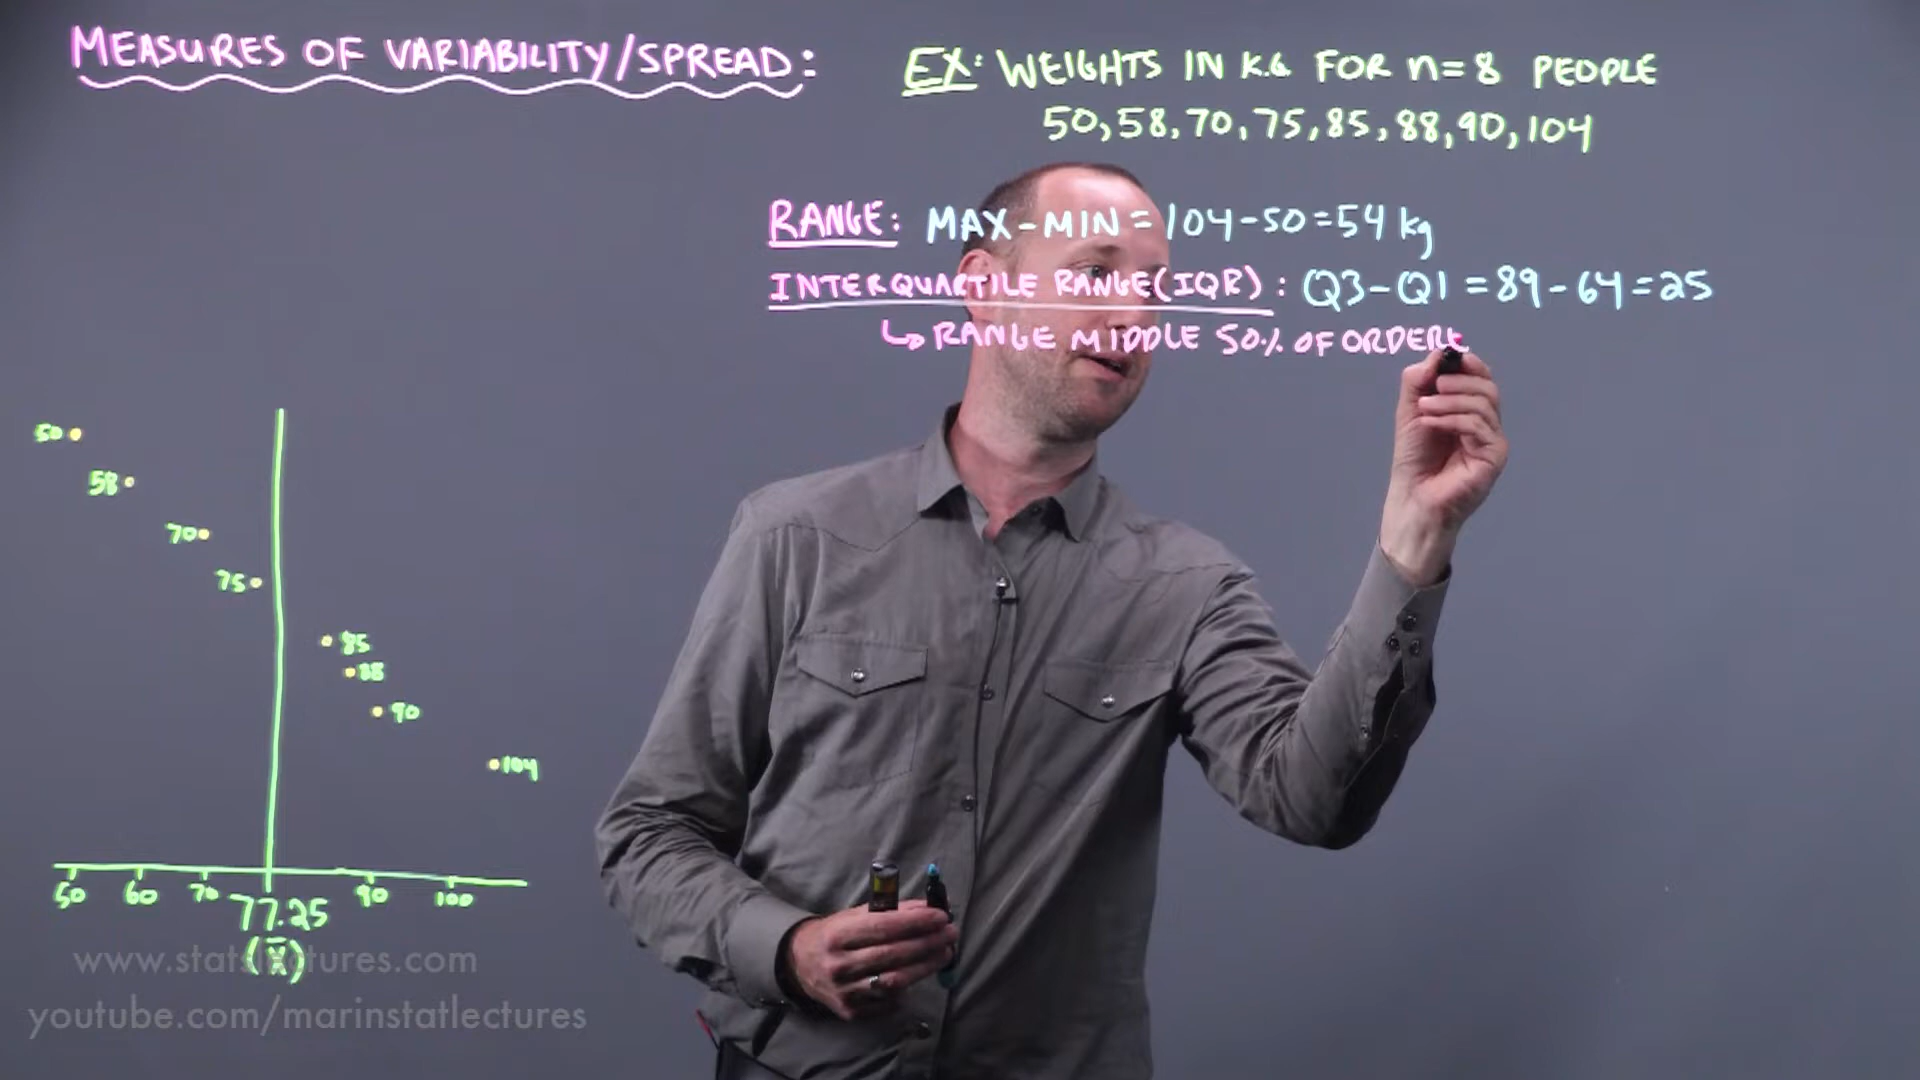 MEASURES OF VARIABILITY/SPREAD:
EX: WEIGHTS IN KG FOR n=8 PEOPLE
50,58,70,75,85,88,90,104
RANGE: MAX-MIN=104-50=54 kg
INTERQUARTILE RANGE(IQR): Q3-Q1=89-64=25
↳ RANGE MIDDLE 50% OF ORDERE
50
58
70
75
85
88
90
104
50 60 70 77.25 90 100
(x̄)
www.statslectures.com
youtube.com/marinstatlectures